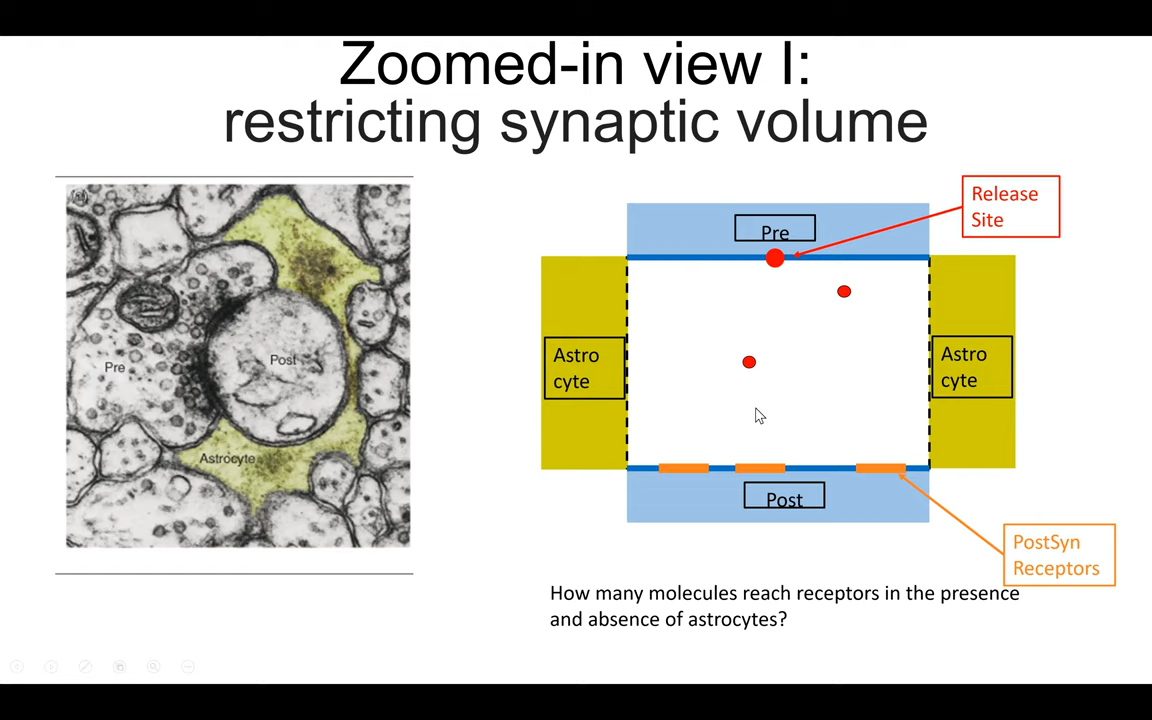 Zoomed-in view I:
restricting synaptic volume
Pre
Post
Astrocyte
Pre
Release
Site
Astro
cyte
Astro
cyte
Post
PostSyn
Receptors
How many molecules reach receptors in the presence
and absence of astrocytes?